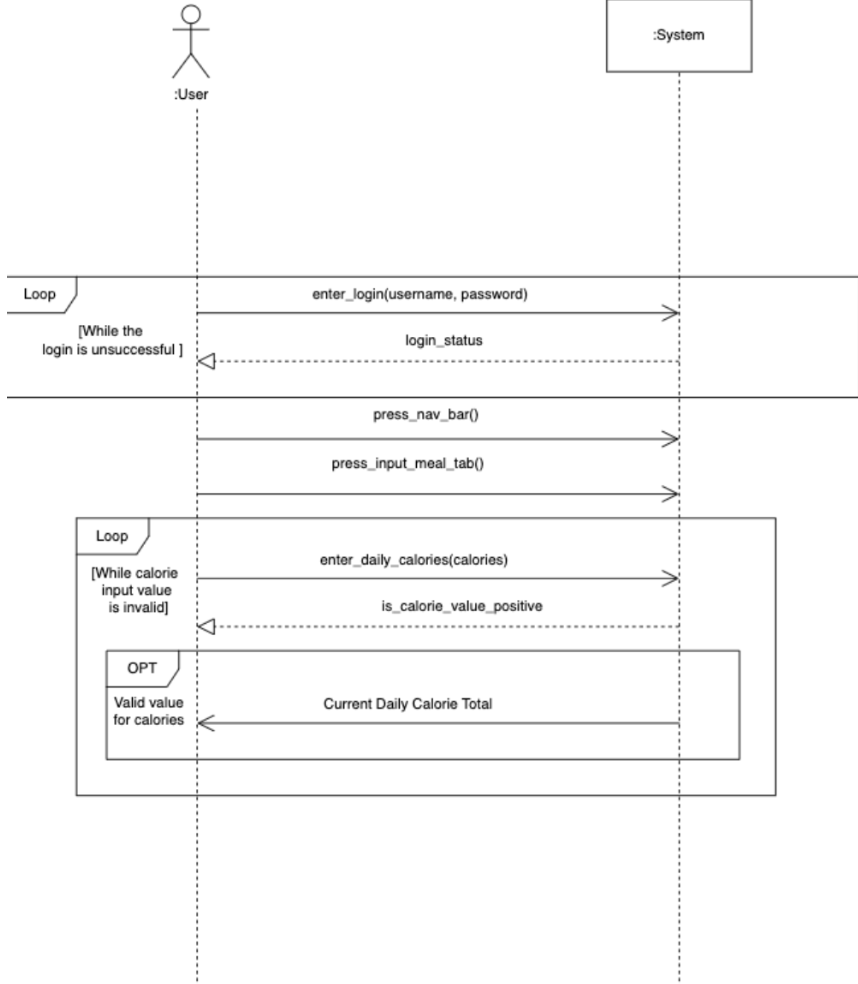 :System
:User
Loop
enter_login(username, password)
[While the
login is unsuccessful ]
login_status
press_nav_bar()
press_input_meal_tab()
Loop
enter_daily_calories(calories)
[While calorie
input value
is invalid]
is_calorie_value_positive
OPT
Valid value
for calories
Current Daily Calorie Total